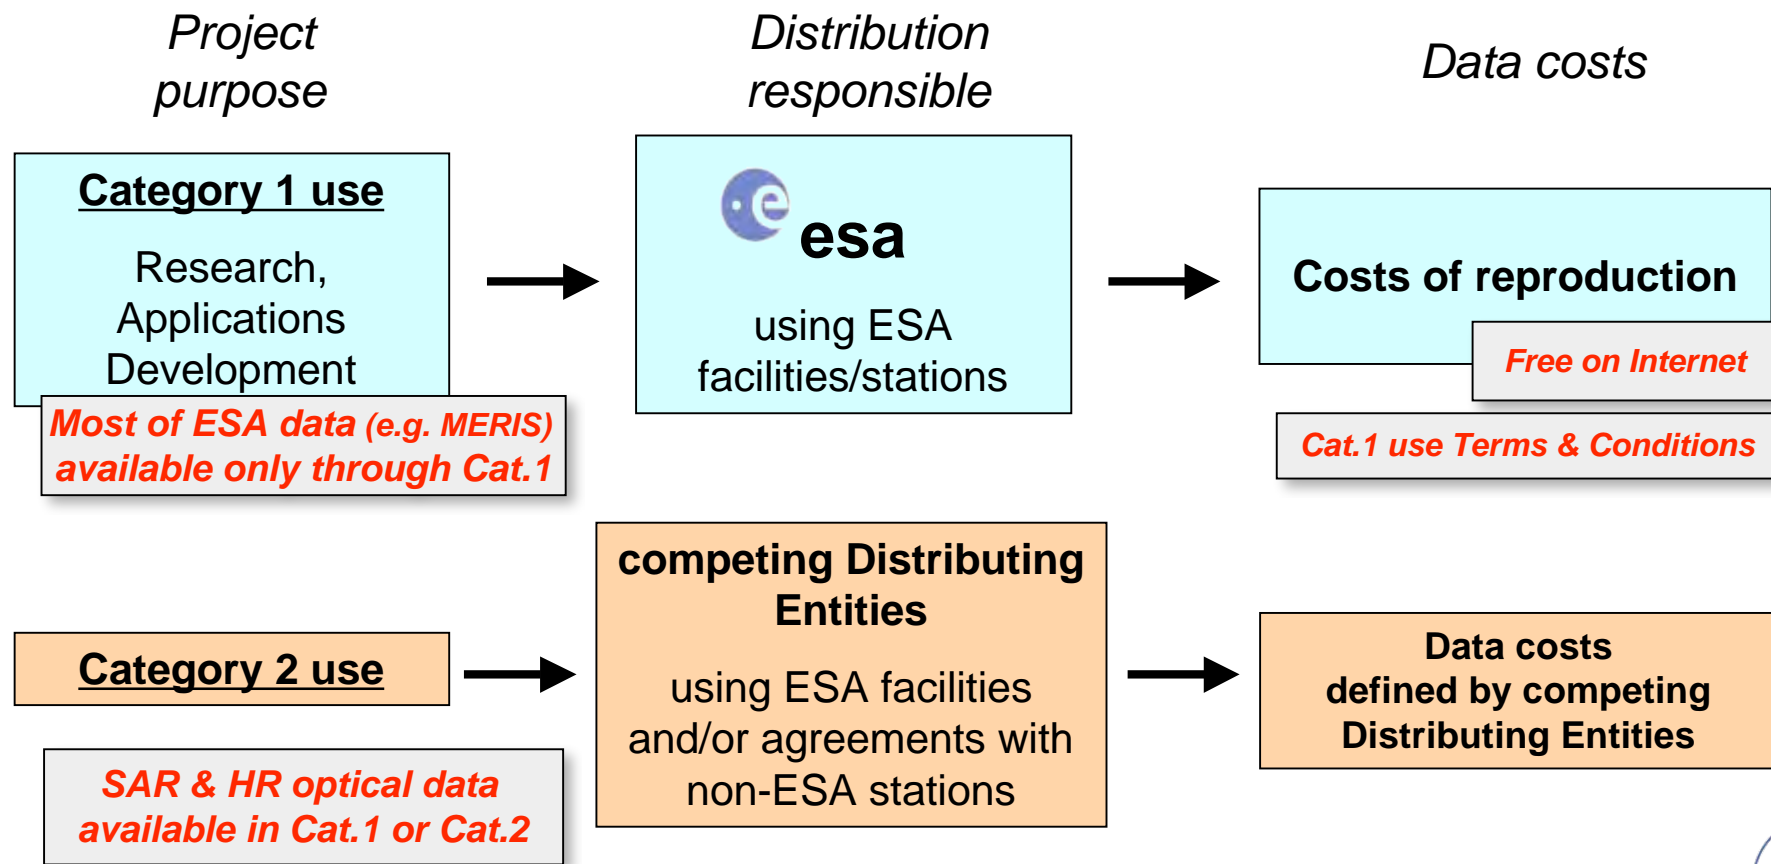 Project
purpose
Distribution
responsible
Data costs
Category 1 use
Research,
Applications
Development
Most of ESA data (e.g. MERIS)
available only through Cat.1
esa
using ESA
facilities/stations
Costs of reproduction
Free on Internet
Cat.1 use Terms & Conditions
Category 2 use
SAR & HR optical data
available in Cat.1 or Cat.2
competing Distributing
Entities
using ESA facilities
and/or agreements with
non-ESA stations
Data costs
defined by competing
Distributing Entities